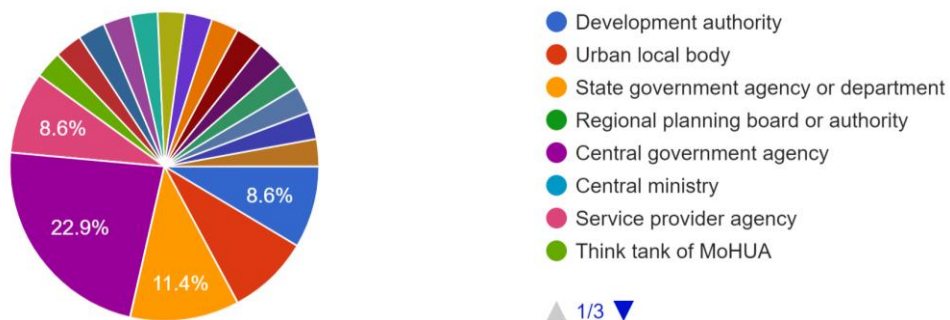 8.6%
8.6%
22.9%
11.4%
Development authority
Urban local body
State government agency or department
Regional planning board or authority
Central government agency
Central ministry
Service provider agency
Think tank of MoHUA
1/3